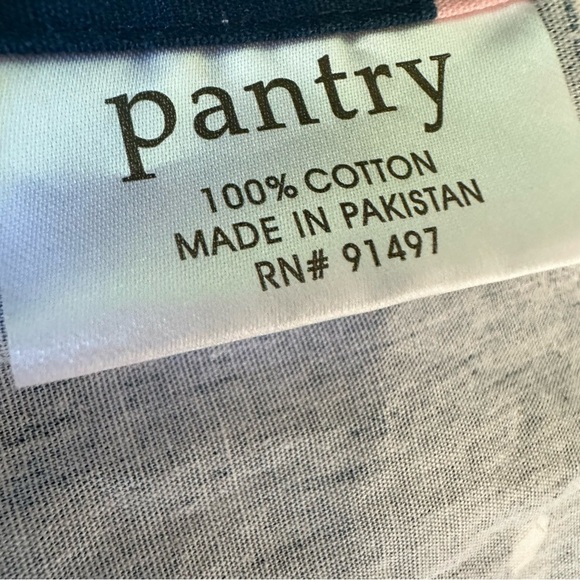 pantry
100% COTTON
MADE IN PAKISTAN
RN# 91497